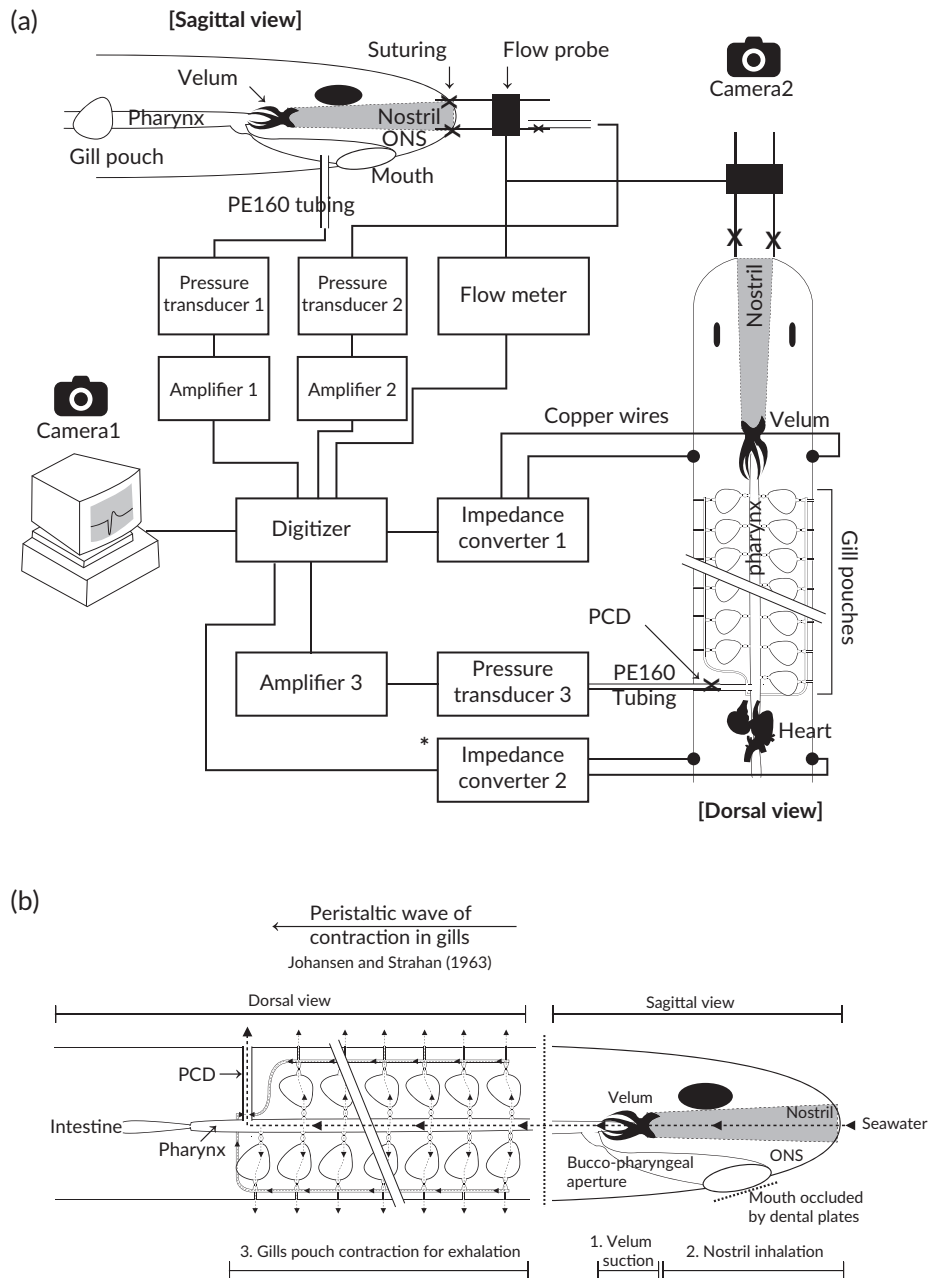 (a)
[Sagittal view]
Suturing
Flow probe
Velum
Camera2
Pharynx
Nostril
ONS
Gill pouch
Mouth
PE160 tubing
Pressure
transducer 1
Pressure
transducer 2
Flow meter
Nostril
Amplifier 1
Amplifier 2
Camera1
Copper wires
Velum
Digitizer
Impedance
converter 1
pharynx
Gill pouches
PCD
Amplifier 3
Pressure
transducer 3
PE160
Tubing
Heart
*
Impedance
converter 2
[Dorsal view]
(b)
Peristaltic wave of
contraction in gills
Johansen and Strahan (1963)
Dorsal view
Sagittal view
PCD
Velum
Nostril
Seawater
Intestine
Pharynx
Bucco-pharyngeal
aperture
ONS
Mouth occluded
by dental plates
3. Gills pouch contraction for exhalation
1. Velum
suction
2. Nostril inhalation